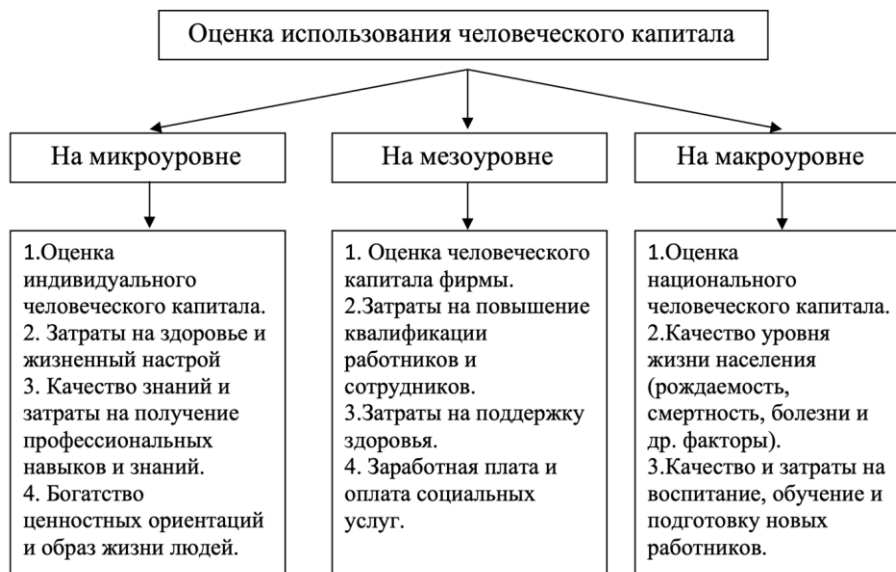 Оценка использования человеческого капитала
На микроуровне
На мезоуровне
На макроуровне
1.Оценка
индивидуального
человеческого капитала.
2. Затраты на здоровье и
жизненный настрой
3. Качество знаний и
затраты на получение
профессиональных
навыков и знаний.
4. Богатство
ценностных ориентаций
и образ жизни людей.
1. Оценка человеческого
капитала фирмы.
2.Затраты на повышение
квалификации
работников и
сотрудников.
3.Затраты на поддержку
здоровья.
4. Заработная плата и
оплата социальных
услуг.
1.Оценка
национального
человеческого капитала.
2.Качество уровня
жизни населения
(рождаемость,
смертность, болезни и
др. факторы).
3.Качество и затраты на
воспитание, обучение и
подготовку новых
работников.